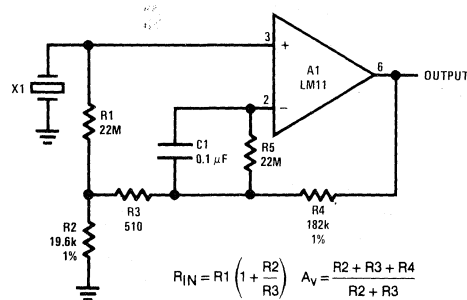 X1
R1
22M
3
+
A1
LM11
6
OUTPUT
2
−
C1
0.1 µF
R5
22M
R2
19.6k
1%
R3
510
R4
182k
1%
R_IN = R1 (1 + R2/R3) A_v = R2 + R3 + R4 / R2 + R3